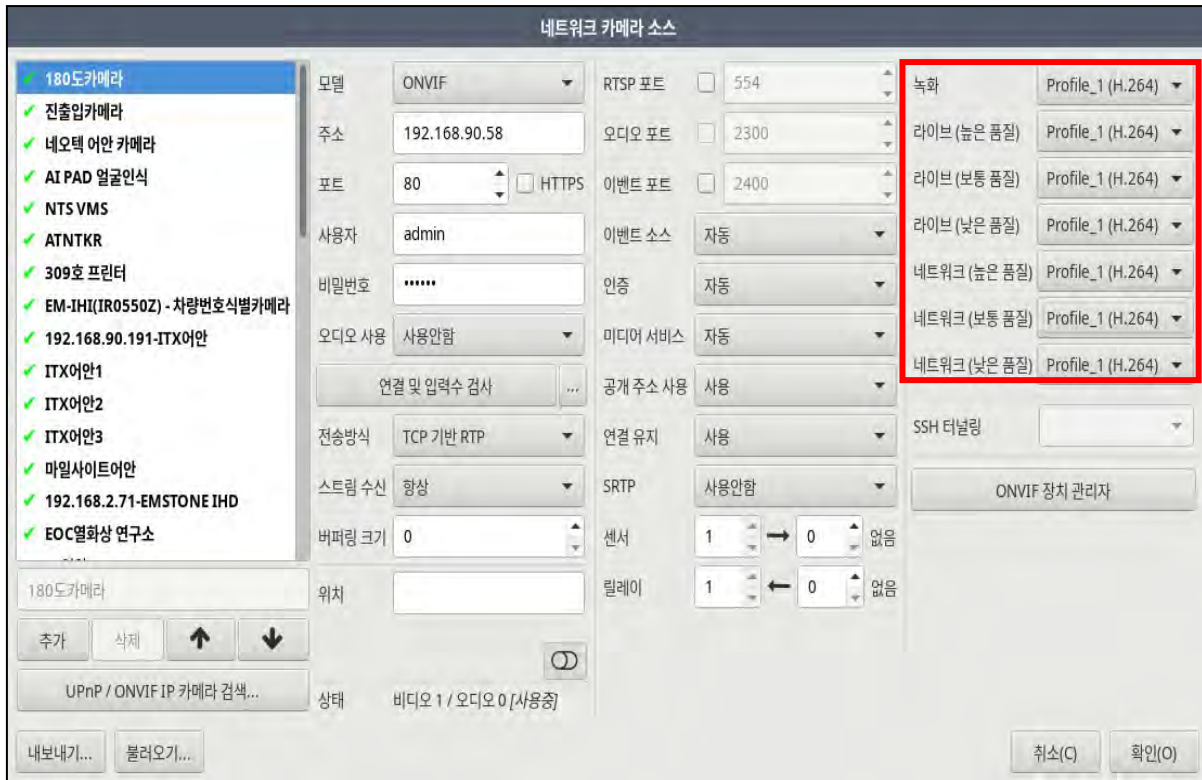 네트워크 카메라 소스
180도카메라
진출입카메라
네오텍 어안 카메라
AI PAD 얼굴인식
NTS VMS
ATNTKR
309호 프린터
EM-IHI(IR0550Z) - 차량번호식별카메라
192.168.90.191-ITX어안
ITX어안1
ITX어안2
ITX어안3
마일사이트어안
192.168.2.71-EMSTONE IHD
EOC열화상 연구소
180도카메라
추가 삭제
UPnP / ONVIF IP 카메라 검색...
내보내기... 불러오기...
모델 ONVIF
주소 192.168.90.58
포트 80 HTTPS
사용자 admin
비밀번호 ••••••
오디오 사용 사용안함
연결 및 입력수 검사 ...
전송방식 TCP 기반 RTP
스트림 수신 항상
버퍼링 크기 0
위치
상태 비디오 1 / 오디오 0 [사용중]
RTSP 포트 554
오디오 포트 2300
이벤트 포트 2400
이벤트 소스 자동
인증 자동
미디어 서비스 자동
공개 주소 사용 사용
연결 유지 사용
SRTP 사용안함
센서 1 0 없음
릴레이 1 0 없음
녹화 Profile_1 (H.264)
라이브 (높은 품질) Profile_1 (H.264)
라이브 (보통 품질) Profile_1 (H.264)
라이브 (낮은 품질) Profile_1 (H.264)
네트워크 (높은 품질) Profile_1 (H.264)
네트워크 (보통 품질) Profile_1 (H.264)
네트워크 (낮은 품질) Profile_1 (H.264)
SSH 터널링
ONVIF 장치 관리자
취소(C) 확인(O)